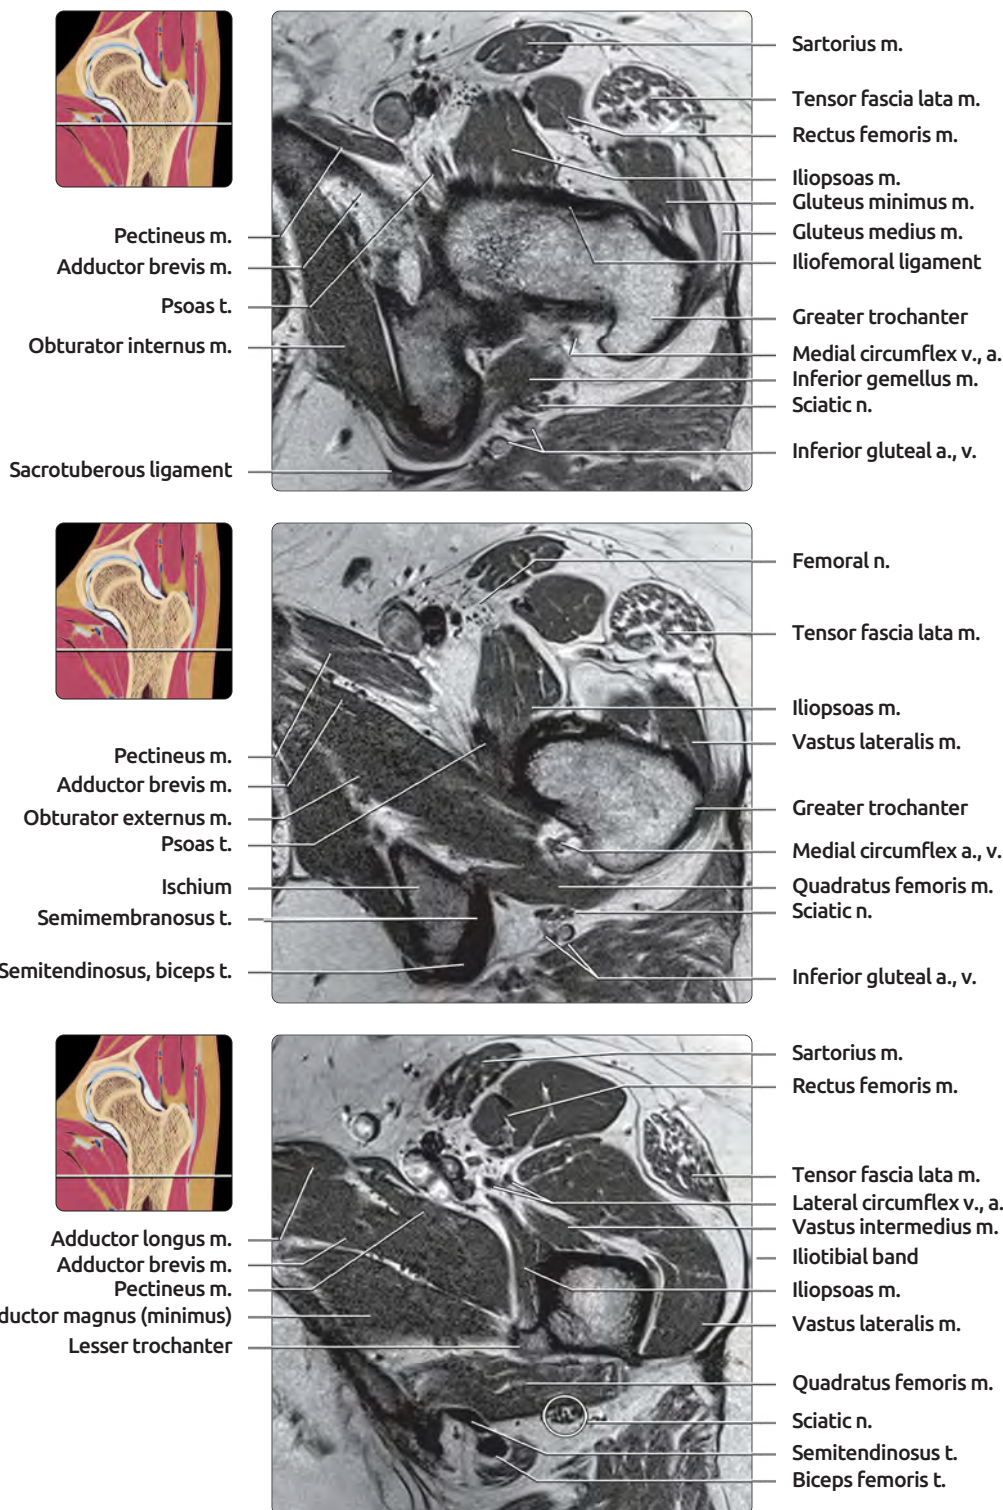 Sartorius m.
Tensor fascia lata m.
Rectus femoris m.
Iliopsoas m.
Gluteus minimus m.
Gluteus medius m.
Iliofemoral ligament
Greater trochanter
Medial circumflex v., a.
Inferior gemellus m.
Sciatic n.
Inferior gluteal a., v.
Pectineus m.
Adductor brevis m.
Psoas t.
Obturator internus m.
Sacrotuberous ligament
Femoral n.
Tensor fascia lata m.
Iliopsoas m.
Vastus lateralis m.
Greater trochanter
Medial circumflex a., v.
Quadratus femoris m.
Sciatic n.
Inferior gluteal a., v.
Pectineus m.
Adductor brevis m.
Obturator externus m.
Psoas t.
Ischium
Semimembranosus t.
Semitendinosus, biceps t.
Sartorius m.
Rectus femoris m.
Tensor fascia lata m.
Lateral circumflex v., a.
Vastus intermedius m.
Iliotibial band
Iliopsoas m.
Vastus lateralis m.
Quadratus femoris m.
Sciatic n.
Semitendinosus t.
Biceps femoris t.
Adductor longus m.
Adductor brevis m.
Pectineus m.
ductor magnus (minimus)
Lesser trochanter